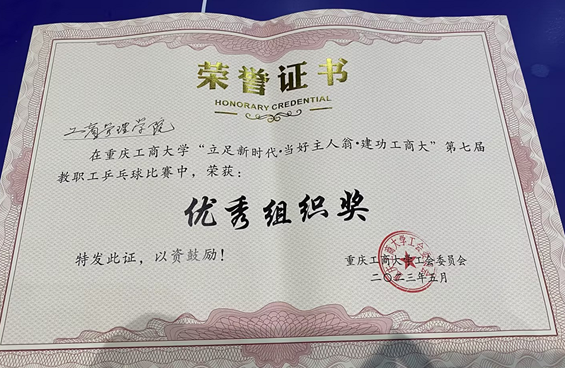 荣誉证书
HONORARY CREDENTIAL
工商管理学院
在重庆工商大学“立足新时代·当好主人翁·建功工商大”第七届
教职工乒乓球比赛中，荣获：
优秀组织奖
特发此证，以资鼓励！
重庆工商大学工会委员会
二〇二三年五月